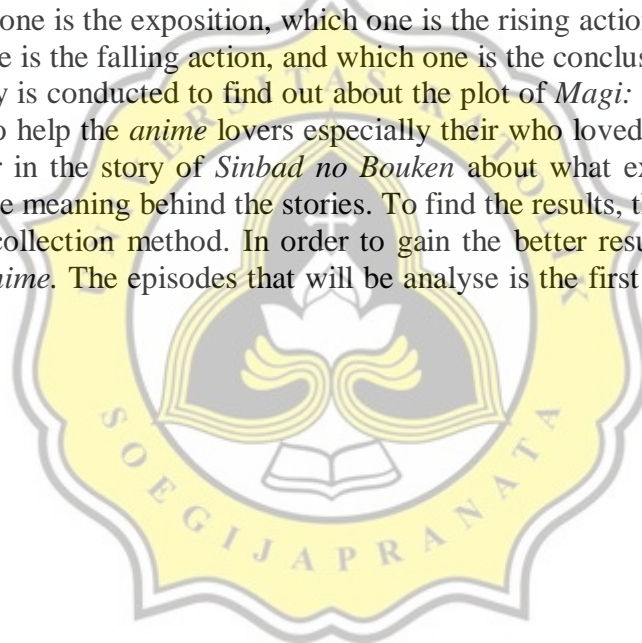 one is the exposition, which one is the rising action
e is the falling action, and which one is the conclus
y is conducted to find out about the plot of Magi:
o help the anime lovers especially their who loved
r in the story of Sinbad no Bouken about what ex
e meaning behind the stories. To find the results, t
collection method. In order to gain the better resu
nime. The episodes that will be analyse is the first
UNIVERSITAS KATOLIK
SOEGIJAPRANATA